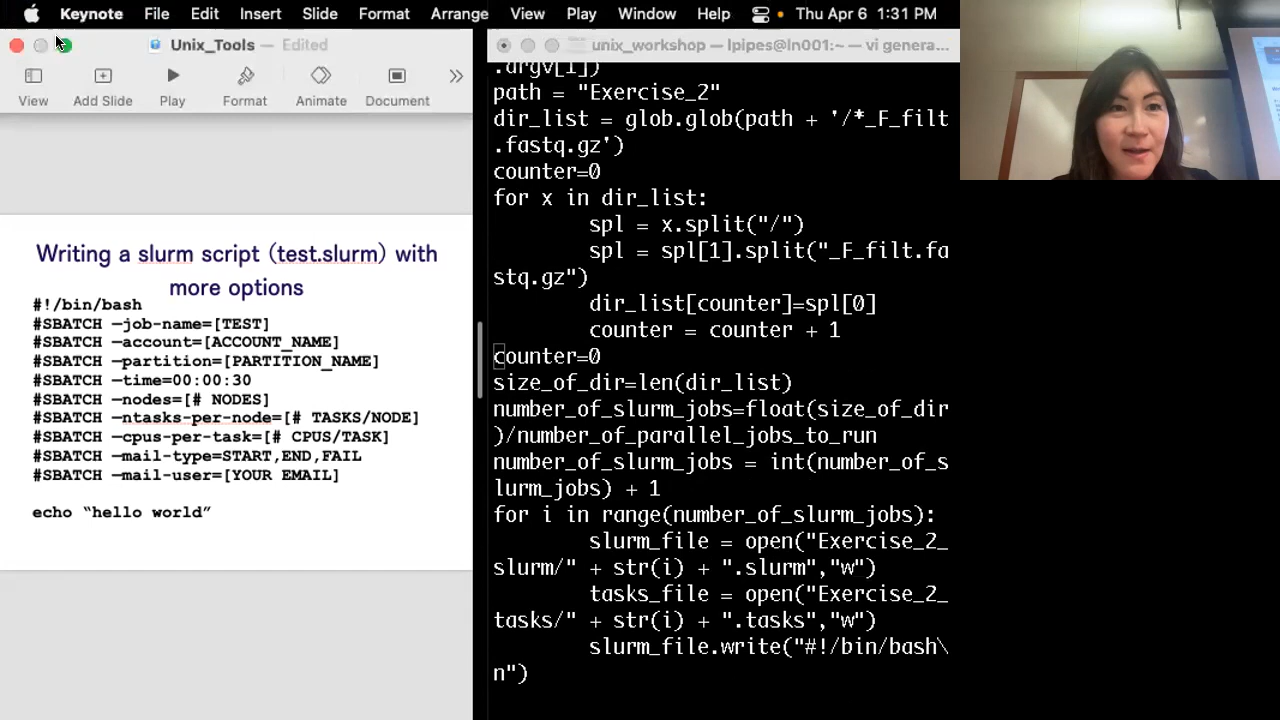 Keynote File Edit Insert Slide Format Arrange View Play Window Help Thu Apr 6 1:31 PM
Unix_Tools — Edited
View Add Slide Play Format Animate Document
Writing a slurm script (test.slurm) with
more options
#!/bin/bash
#SBATCH —job-name=[TEST]
#SBATCH —account=[ACCOUNT_NAME]
#SBATCH —partition=[PARTITION_NAME]
#SBATCH —time=00:00:30
#SBATCH —nodes=[# NODES]
#SBATCH —ntasks-per-node=[# TASKS/NODE]
#SBATCH —cpus-per-task=[# CPUS/TASK]
#SBATCH —mail-type=START,END,FAIL
#SBATCH —mail-user=[YOUR EMAIL]
echo “hello world”
unix_workshop — lpipes@ln001:~ — vi genera...
.argv[1])
path = "Exercise_2"
dir_list = glob.glob(path + '/*_F_filt
.fastq.gz')
counter=0
for x in dir_list:
spl = x.split("/")
spl = spl[1].split("_F_filt.fa
stq.gz")
dir_list[counter]=spl[0]
counter = counter + 1
counter=0
size_of_dir=len(dir_list)
number_of_slurm_jobs=float(size_of_dir
)/number_of_parallel_jobs_to_run
number_of_slurm_jobs = int(number_of_s
lurm_jobs) + 1
for i in range(number_of_slurm_jobs):
slurm_file = open("Exercise_2_
slurm/" + str(i) + ".slurm","w")
tasks_file = open("Exercise_2_
tasks/" + str(i) + ".tasks","w")
slurm_file.write("#!/bin/bash\
n")